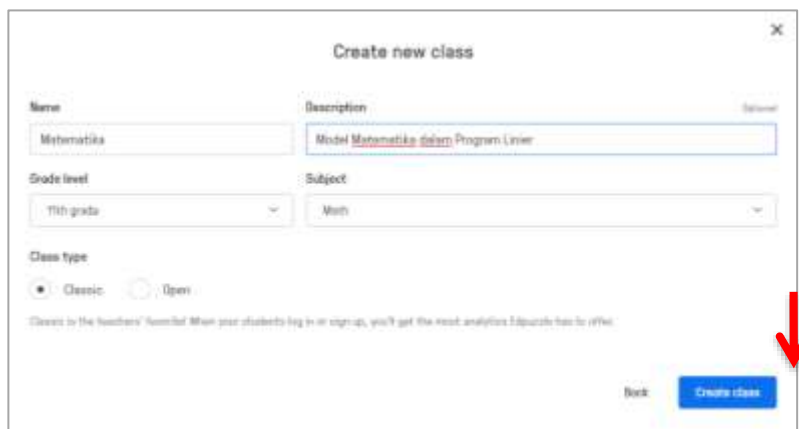 Create new class
Name
Description
Optional
Matematika
Model Matematika dalam Program Linier
Grade level
Subject
11th grade
Math
Class type
Classic
Open
Classic is the teachers' favorite! When your students log in or sign up, you'll get the most analytics Edpuzzle has to offer.
Back
Create class